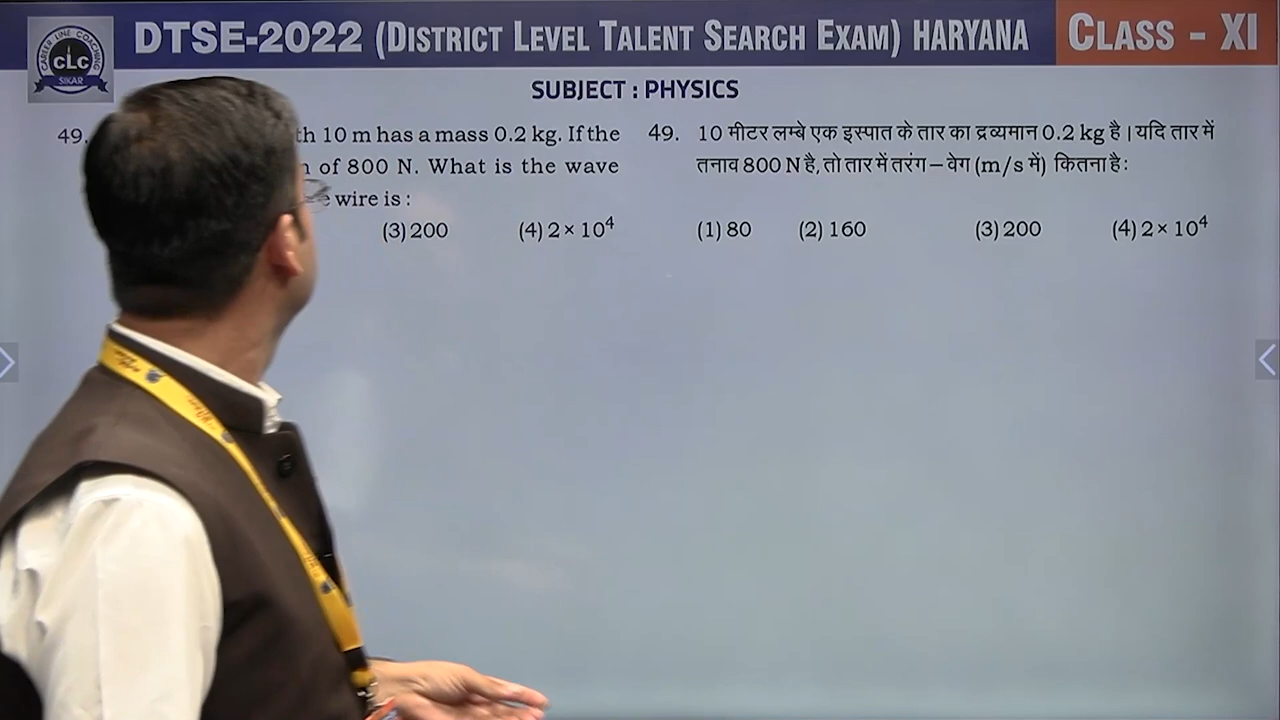 CAREER LINE COACHING
CLC
SIKAR
DTSE-2022 (DISTRICT LEVEL TALENT SEARCH EXAM) HARYANA
CLASS - XI
SUBJECT : PHYSICS
49.
th 10 m has a mass 0.2 kg. If the
of 800 N. What is the wave
wire is :
(3) 200 (4) 2 × 10⁴
49. 10 मीटर लम्बे एक इस्पात के तार का द्रव्यमान 0.2 kg है। यदि तार में
तनाव 800 N है, तो तार में तरंग – वेग (m/s में) कितना है :
(1) 80 (2) 160 (3) 200 (4) 2 × 10⁴